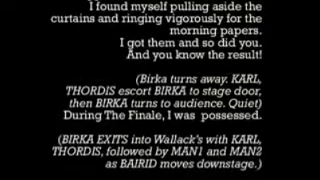 I found myself pulling aside the
curtains and ringing vigorously for the
morning papers.
I got them and so did you.
And you know the result!
(Birka turns away. KARL,
THORDIS escort BIRKA to stage door,
then BIRKA turns to audience. Quiet)
During The Finale, I was possessed.
(BIRKA EXITS into Wallack's with KARL,
THORDIS, followed by MAN1 and MAN2
as BAIRID moves downstage.)